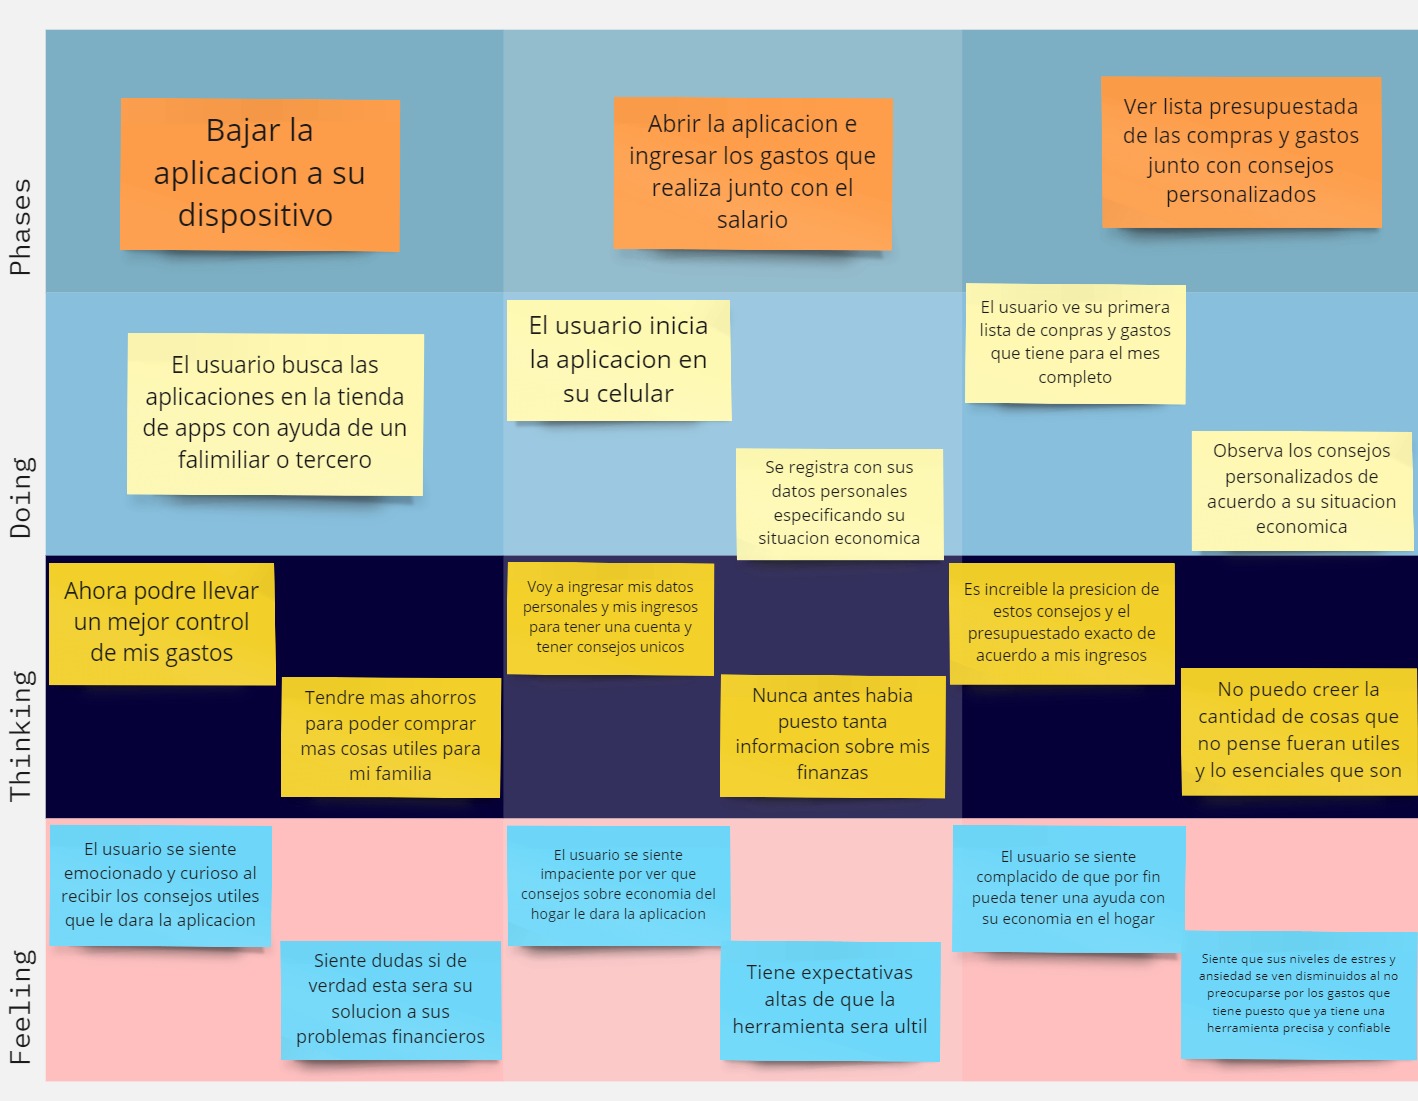 Phases
Bajar la
aplicacion a su
dispositivo
Abrir la aplicacion e
ingresar los gastos que
realiza junto con el
salario
Ver lista presupuestada
de las compras y gastos
junto con consejos
personalizados
Doing
El usuario busca las
aplicaciones en la tienda
de apps con ayuda de un
falimiliar o tercero
El usuario inicia
la aplicacion en
su celular
Se registra con sus
datos personales
especificando su
situacion economica
El usuario ve su primera
lista de conpras y gastos
que tiene para el mes
completo
Observa los consejos
personalizados de
acuerdo a su situacion
economica
Thinking
Ahora podre llevar
un mejor control
de mis gastos
Tendre mas ahorros
para poder comprar
mas cosas utiles para
mi familia
Voy a ingresar mis datos
personales y mis ingresos
para tener una cuenta y
tener consejos unicos
Nunca antes habia
puesto tanta
informacion sobre mis
finanzas
Es increible la presicion de
estos consejos y el
presupuestado exacto de
acuerdo a mis ingresos
No puedo creer la
cantidad de cosas que
no pense fueran utiles
y lo esenciales que son
Feeling
El usuario se siente
emocionado y curioso al
recibir los consejos utiles
que le dara la aplicacion
Siente dudas si de
verdad esta sera su
solucion a sus
problemas financieros
El usuario se siente
impaciente por ver que
consejos sobre economia del
hogar le dara la aplicacion
Tiene expectativas
altas de que la
herramienta sera ultil
El usuario se siente
complacido de que por fin
pueda tener una ayuda con
su economia en el hogar
Siente que sus niveles de estres y
ansiedad se ven disminuidos al no
preocuparse por los gastos que
tiene puesto que ya tiene una
herramienta precisa y confiable